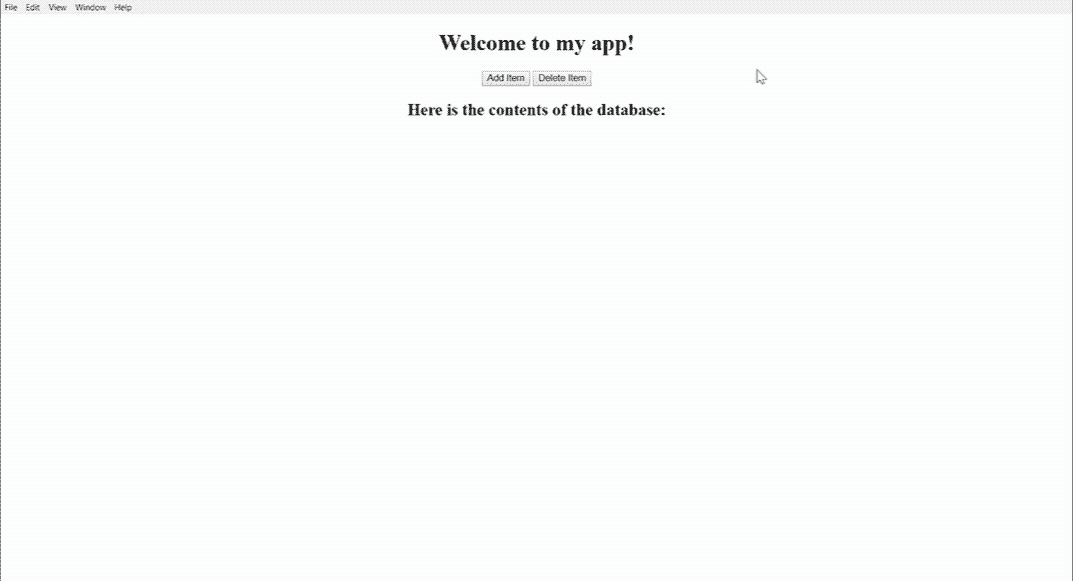 File Edit View Window Help
Welcome to my app!
Add Item Delete Item
Here is the contents of the database: